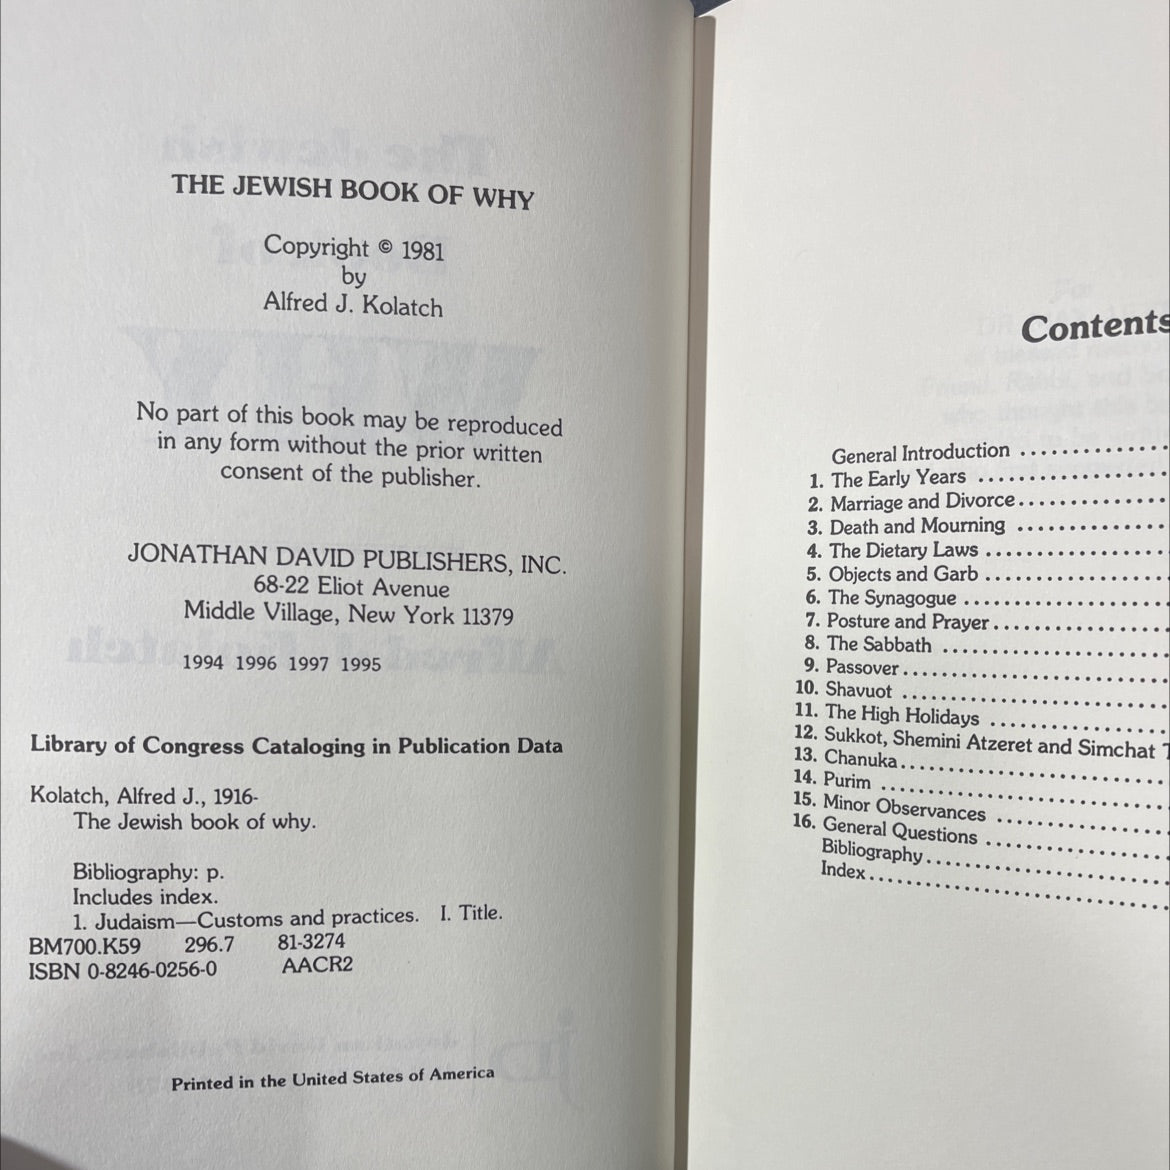 THE JEWISH BOOK OF WHY
Copyright © 1981
by
Alfred J. Kolatch
No part of this book may be reproduced
in any form without the prior written
consent of the publisher.
JONATHAN DAVID PUBLISHERS, INC.
68-22 Eliot Avenue
Middle Village, New York 11379
1994 1996 1997 1995
Library of Congress Cataloging in Publication Data
Kolatch, Alfred J., 1916-
The Jewish book of why.
Bibliography: p.
Includes index.
1. Judaism—Customs and practices. I. Title.
BM700.K59 296.7 81-3274
ISBN 0-8246-0256-0 AACR2
Printed in the United States of America
Contents
General Introduction ............
1. The Early Years ................
2. Marriage and Divorce.............
3. Death and Mourning .............
4. The Dietary Laws ................
5. Objects and Garb ................
6. The Synagogue ..................
7. Posture and Prayer...............
8. The Sabbath ....................
9. Passover.......................
10. Shavuot .......................
11. The High Holidays ...............
12. Sukkot, Shemini Atzeret and Simchat T
13. Chanuka.......................
14. Purim .........................
15. Minor Observances ...............
16. General Questions ................
Bibliography.....................
Index..........................